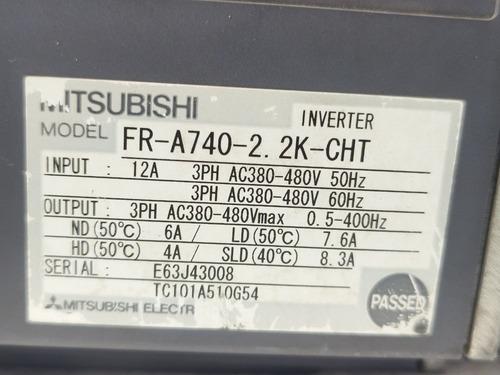 MITSUBISHI
INVERTER
MODEL FR-A740-2.2K-CHT
INPUT : 12A 3PH AC380-480V 50Hz
3PH AC380-480V 60Hz
OUTPUT : 3PH AC380-480Vmax 0.5-400Hz
ND(50℃) 6A / LD(50℃) 7.6A
HD(50℃) 4A / SLD(40℃) 8.3A
SERIAL : E63J43008
TC101A510G54
MITSUBISHI ELECTR
PASSED